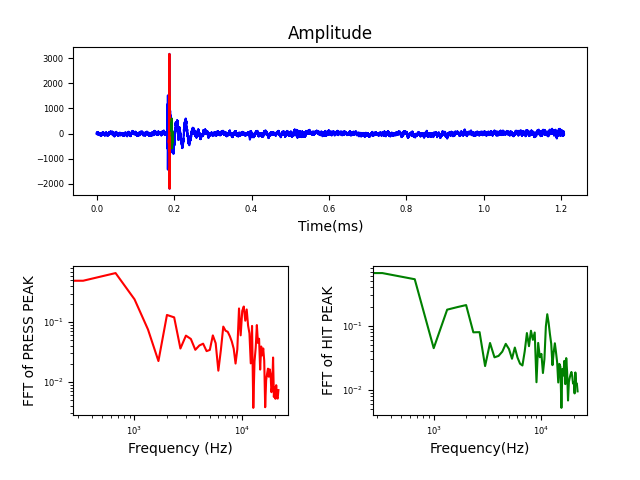 Amplitude
3000
2000
1000
0
−1000
−2000
0.0 0.2 0.4 0.6 0.8 1.0 1.2
Time(ms)
FFT of PRESS PEAK
10⁻¹
10⁻²
10³ 10⁴
Frequency (Hz)
FFT of HIT PEAK
10⁻¹
10⁻²
10³ 10⁴
Frequency(Hz)